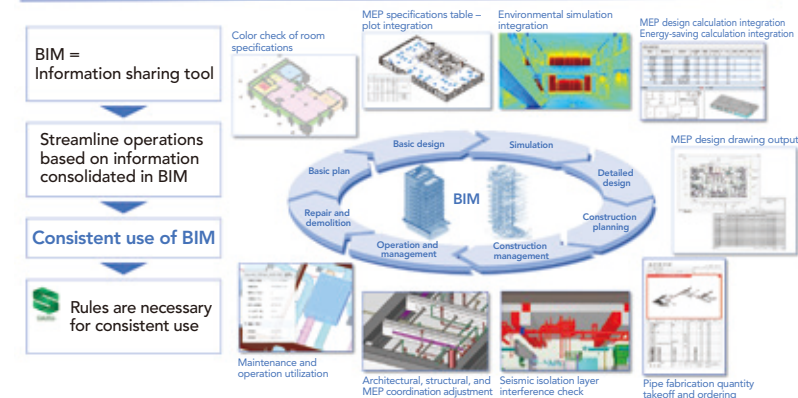 BIM =
Information sharing tool
Streamline operations
based on information
consolidated in BIM
Consistent use of BIM
Rules are necessary
for consistent use
Color check of room
specifications
MEP specifications table –
plot integration
Environmental simulation
integration
MEP design calculation integration
Energy-saving calculation integration
MEP design drawing output
Basic design
Simulation
Basic plan
Detailed
design
BIM
Repair and
demolition
Construction
planning
Operation and
management
Construction
management
Maintenance and
operation utilization
Architectural, structural, and
MEP coordination adjustment
Seismic isolation layer
interference check
Pipe fabrication quantity
takeoff and ordering